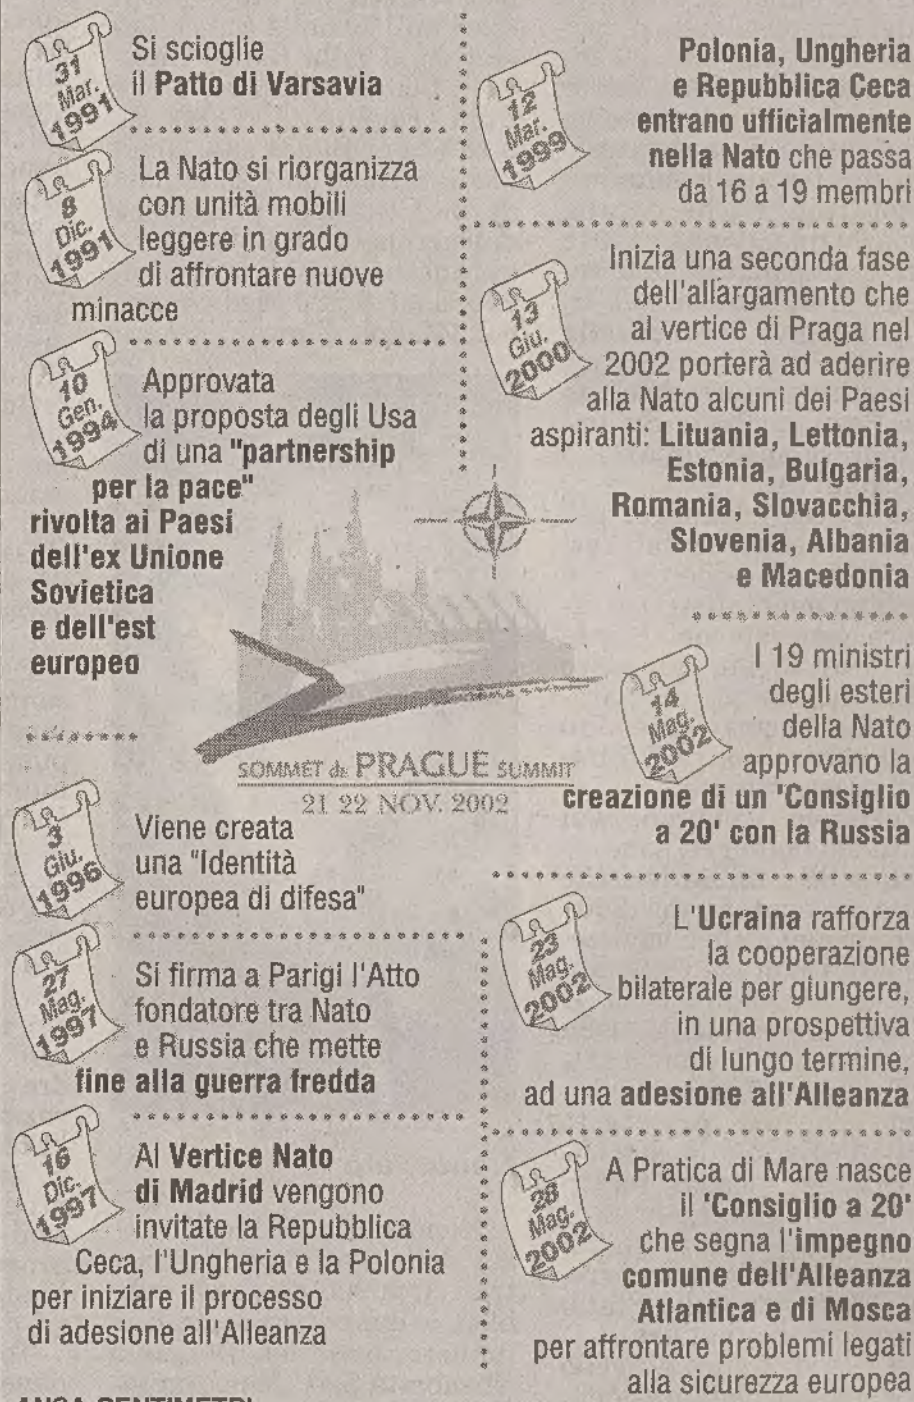 31
Mar.
1991
Si scioglie
il Patto di Varsavia
8
Dic.
1991
La Nato si riorganizza
con unità mobili
leggere in grado
di affrontare nuove
minacce
10
Gen.
1994
Approvata
la proposta degli Usa
di una "partnership
per la pace"
rivolta ai Paesi
dell'ex Unione
Sovietica
e dell'est
europeo
3
Giu.
1996
Viene creata
una "Identità
europea di difesa"
27
Mag.
1997
Si firma a Parigi l'Atto
fondatore tra Nato
e Russia che mette
fine alla guerra fredda
16
Dic.
1997
Al Vertice Nato
di Madrid vengono
invitate la Repubblica
Ceca, l'Ungheria e la Polonia
per iniziare il processo
di adesione all'Alleanza
ANSA-CENTIMETRI
SOMMET de PRAGUE SUMMIT
21 22 NOV. 2002
12
Mar.
1999
Polonia, Ungheria
e Repubblica Ceca
entrano ufficialmente
nella Nato che passa
da 16 a 19 membri
13
Giu.
2000
Inizia una seconda fase
dell'allargamento che
al vertice di Praga nel
2002 porterà ad aderire
alla Nato alcuni dei Paesi
aspiranti: Lituania, Lettonia,
Estonia, Bulgaria,
Romania, Slovacchia,
Slovenia, Albania
e Macedonia
14
Mag.
2002
I 19 ministri
degli esteri
della Nato
approvano la
creazione di un 'Consiglio
a 20' con la Russia
23
Mag.
2002
L'Ucraina rafforza
la cooperazione
bilaterale per giungere,
in una prospettiva
di lungo termine,
ad una adesione all'Alleanza
28
Mag.
2002
A Pratica di Mare nasce
il 'Consiglio a 20'
che segna l'impegno
comune dell'Alleanza
Atlantica e di Mosca
per affrontare problemi legati
alla sicurezza europea